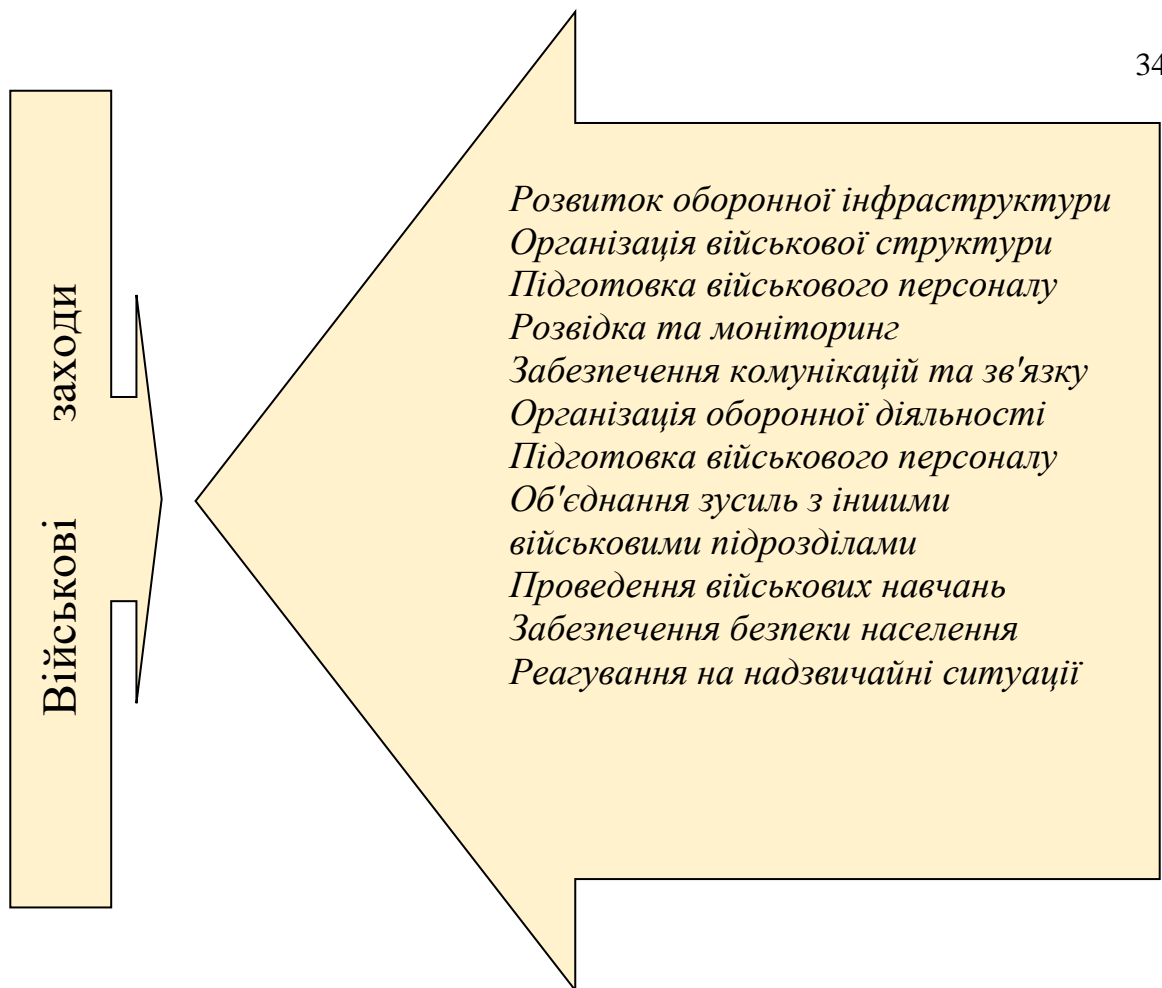 34
Військові заходи
Розвиток оборонної інфраструктури
Організація військової структури
Підготовка військового персоналу
Розвідка та моніторинг
Забезпечення комунікацій та зв'язку
Організація оборонної діяльності
Підготовка військового персоналу
Об'єднання зусиль з іншими
військовими підрозділами
Проведення військових навчань
Забезпечення безпеки населення
Реагування на надзвичайні ситуації